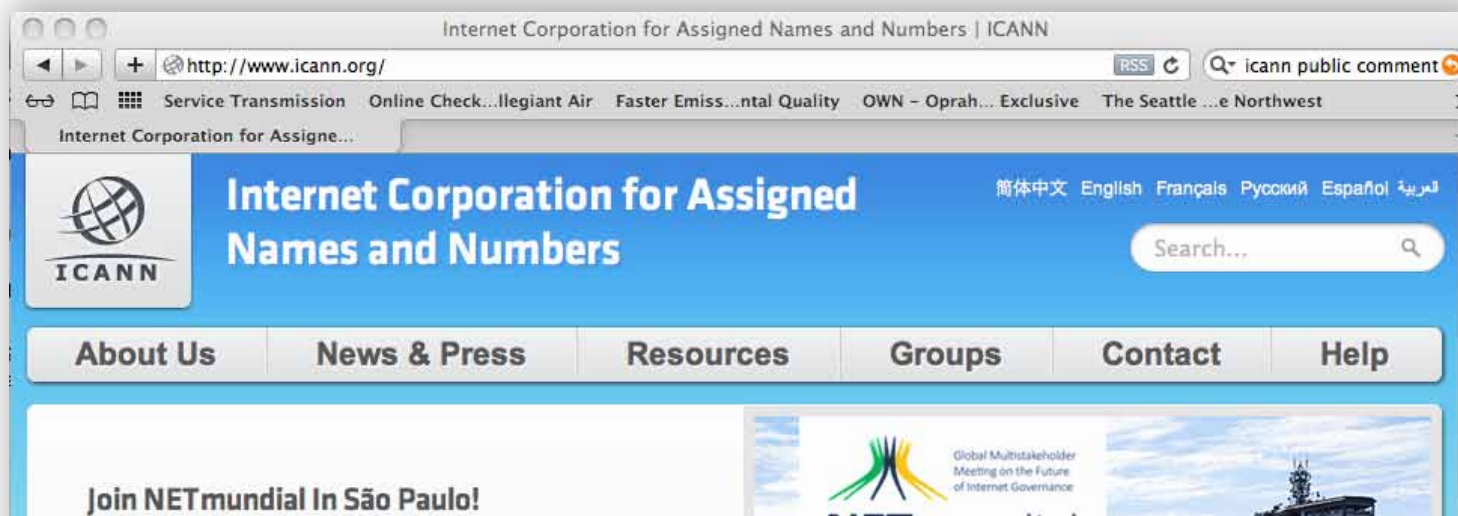 Internet Corporation for Assigned Names and Numbers | ICANN
http://www.icann.org/ RSS icann public comment
Service Transmission Online Check...llegiant Air Faster Emiss...ntal Quality OWN – Oprah... Exclusive The Seattle ...e Northwest
Internet Corporation for Assigne...
ICANN
Internet Corporation for Assigned
Names and Numbers
简体中文 English Français Русский Español العربية
Search...
About Us News & Press Resources Groups Contact Help
Join NETmundial In São Paulo!
Global Multistakeholder
Meeting on the Future
of Internet Governance